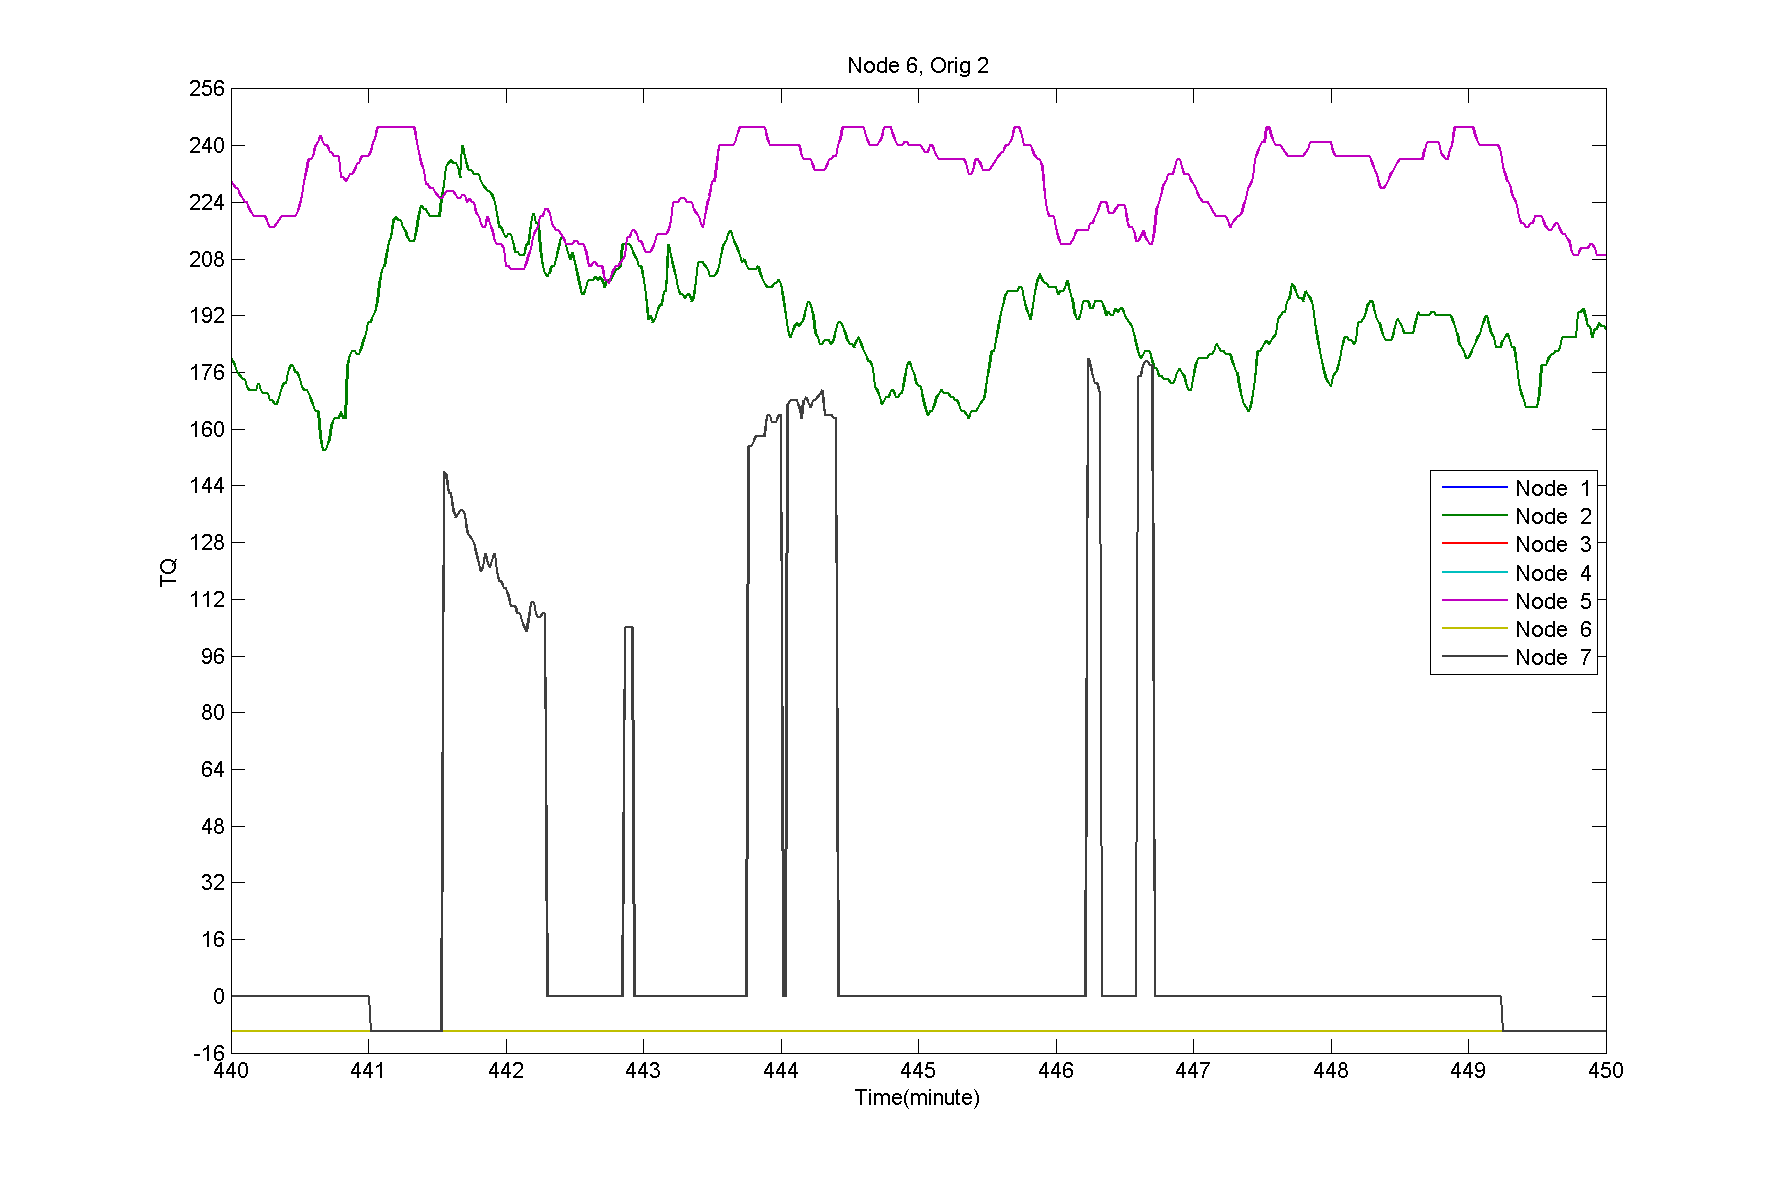 Node 6, Orig 2
256
240
224
208
192
176
160
144
128
112
96
80
64
48
32
16
0
-16
TQ
Node 1
Node 2
Node 3
Node 4
Node 5
Node 6
Node 7
440 441 442 443 444 445 446 447 448 449 450
Time(minute)